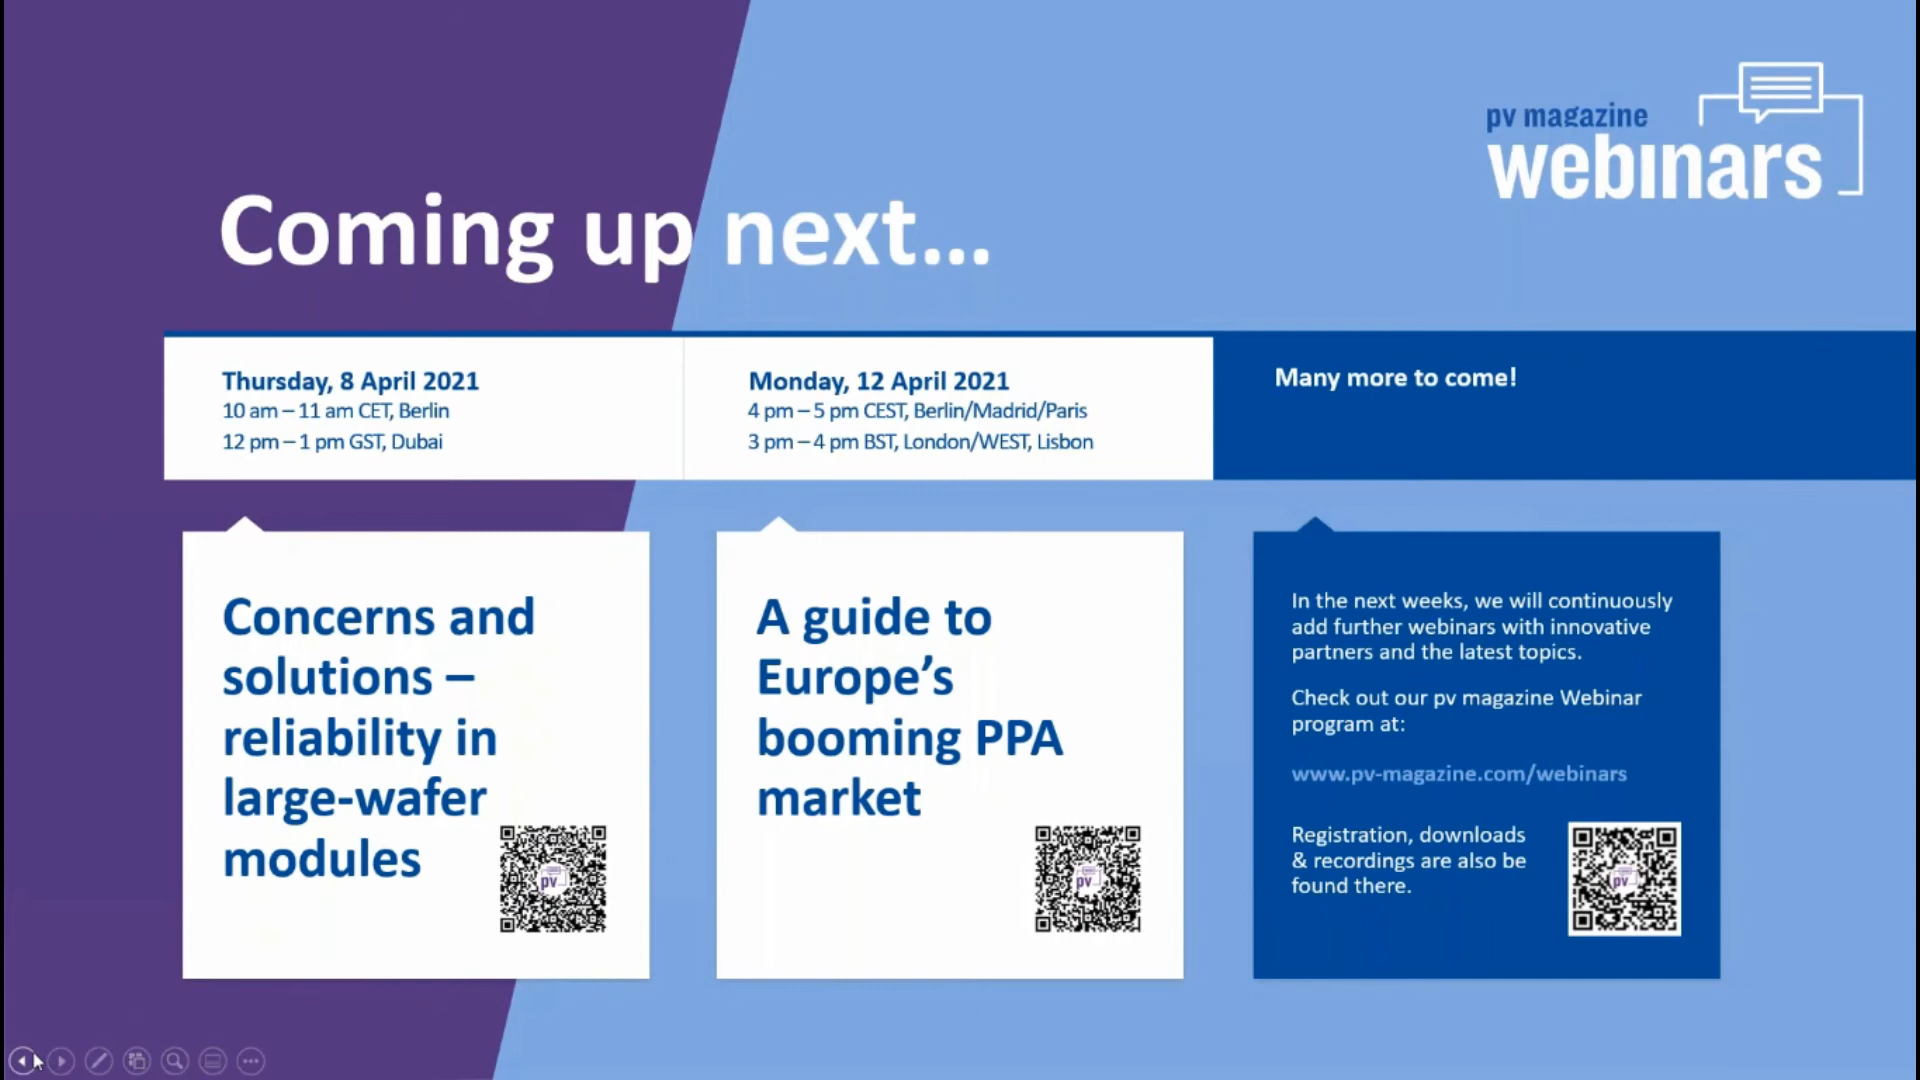 pv magazine
webinars
Coming up next...
Thursday, 8 April 2021
10 am – 11 am CET, Berlin
12 pm – 1 pm GST, Dubai
Monday, 12 April 2021
4 pm – 5 pm CEST, Berlin/Madrid/Paris
3 pm – 4 pm BST, London/WEST, Lisbon
Many more to come!
Concerns and
solutions –
reliability in
large-wafer
modules
pv
A guide to
Europe’s
booming PPA
market
pv
In the next weeks, we will continuously
add further webinars with innovative
partners and the latest topics.
Check out our pv magazine Webinar
program at:
www.pv-magazine.com/webinars
Registration, downloads
& recordings are also be
found there.
pv